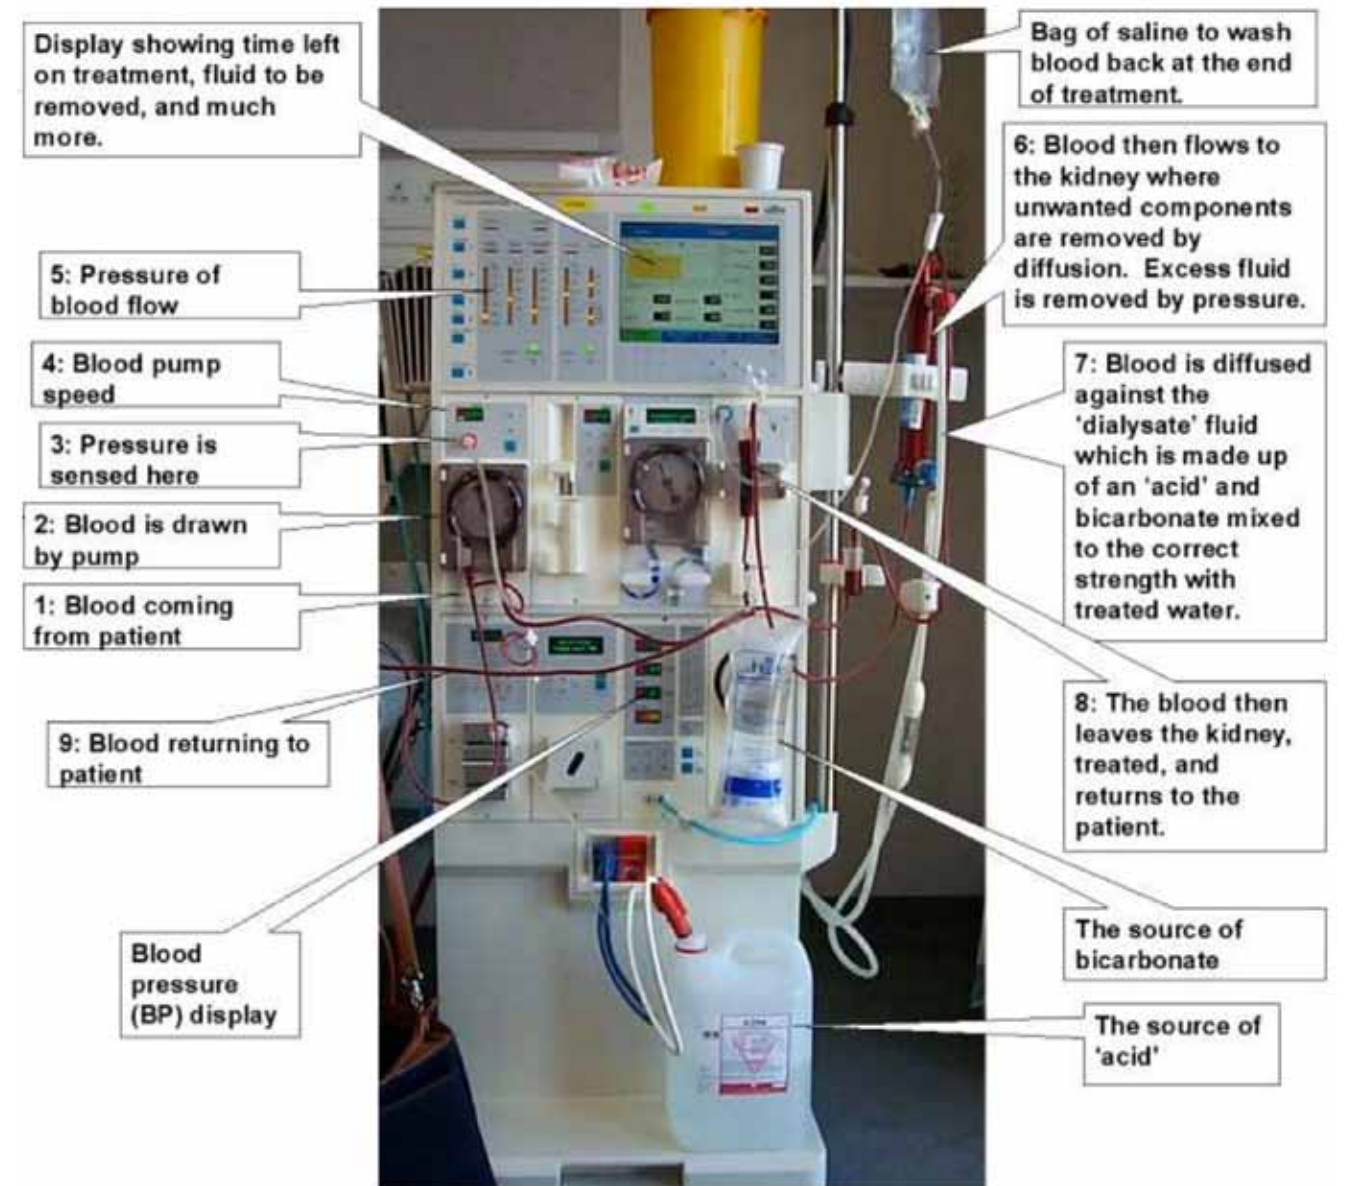 Display showing time left
on treatment, fluid to be
removed, and much
more.
5: Pressure of
blood flow
4: Blood pump
speed
3: Pressure is
sensed here
2: Blood is drawn
by pump
1: Blood coming
from patient
9: Blood returning to
patient
Blood
pressure
(BP) display
Bag of saline to wash
blood back at the end
of treatment.
6: Blood then flows to
the kidney where
unwanted components
are removed by
diffusion.  Excess fluid
is removed by pressure.
7: Blood is diffused
against the
‘dialysate’ fluid
which is made up
of an ‘acid’ and
bicarbonate mixed
to the correct
strength with
treated water.
8: The blood then
leaves the kidney,
treated, and
returns to the
patient.
The source of
bicarbonate
The source of
‘acid’